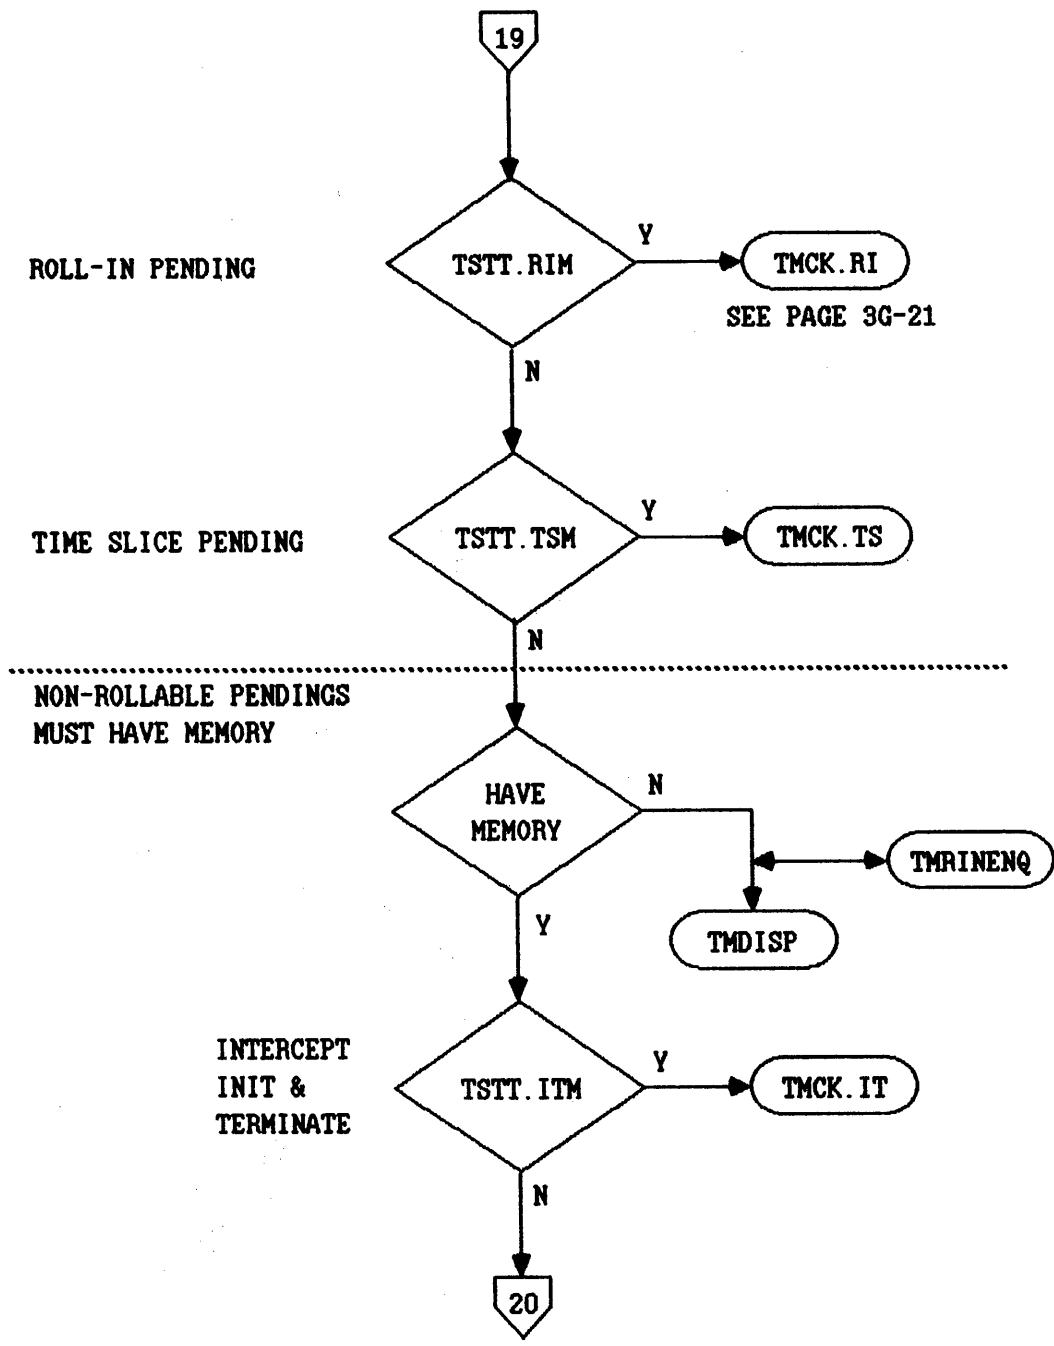 19
Y
ROLL-IN PENDING
TSTT.RIM
TMCK.RI
SEE PAGE 3G-21
N
Y
TIME SLICE PENDING
TSTT.TSM
TMCK.TS
N
NON-ROLLABLE PENDINGS
MUST HAVE MEMORY
HAVE
MEMORY
N
TMRINENQ
Y
TMDISP
INTERCEPT
INIT &
TERMINATE
TSTT.ITM
Y
TMCK.IT
N
20